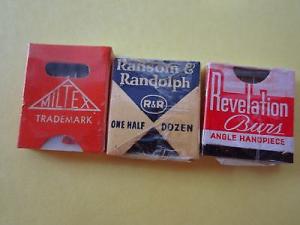 MILTEX
TRADEMARK
Ransom &
Randolph
R&R
ONE HALF DOZEN
Revelation
Burs
ANGLE HANDPIECE